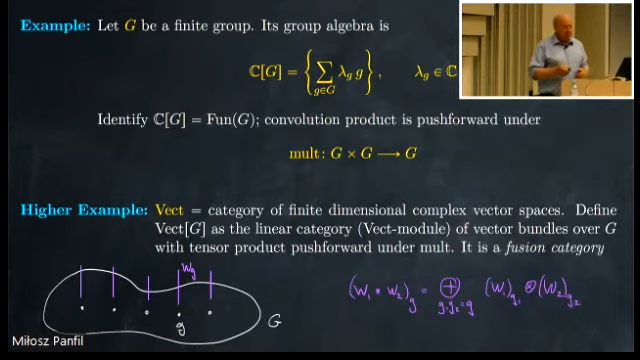 Example: Let G be a finite group. Its group algebra is
ℂ[G] = { ∑_{g∈G} λ_g g } , λ_g ∈ ℂ
Identify ℂ[G] = Fun(G); convolution product is pushforward under
mult: G × G ⟶ G
Higher Example: Vect = category of finite dimensional complex vector spaces. Define
Vect[G] as the linear category (Vect-module) of vector bundles over G
with tensor product pushforward under mult. It is a fusion category
W_g
(W_1 * W_2)_g = ⊕_{g_1 g_2 = g} (W_1)_{g_1} ⊗ (W_2)_{g_2}
G
g
Miłosz Panfil